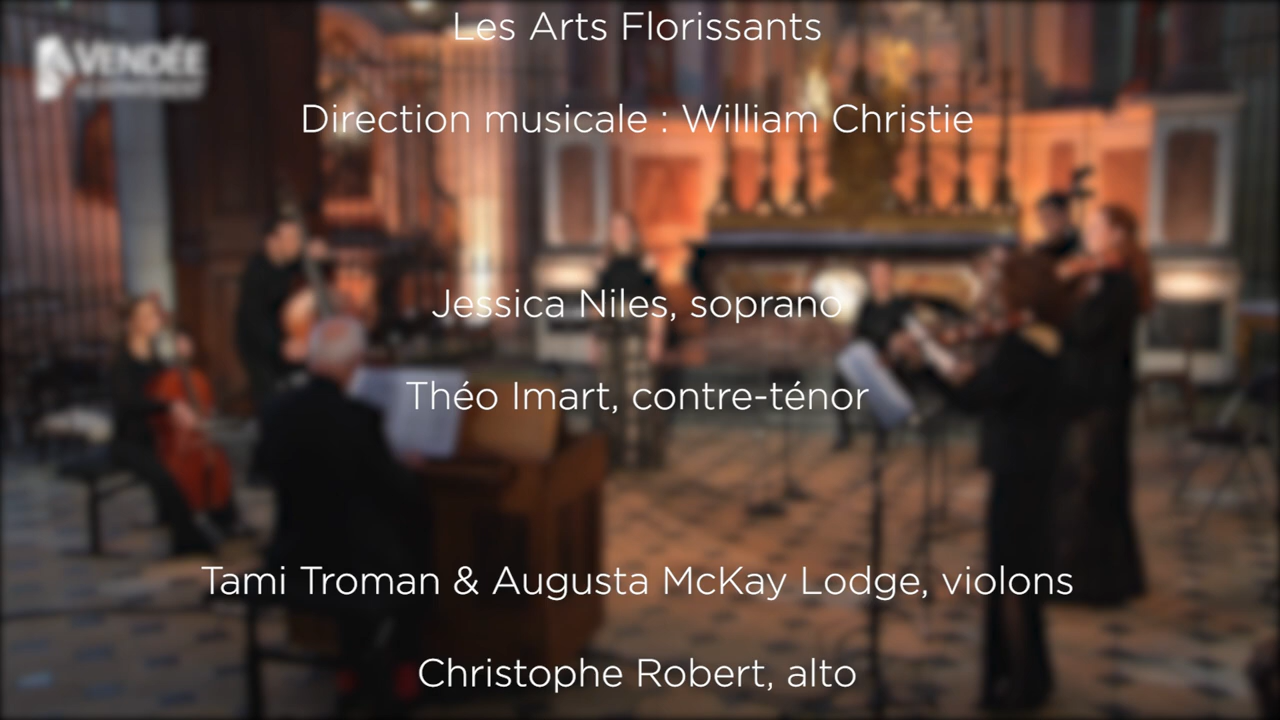 Les Arts Florissants
VENDÉE
Direction musicale : William Christie
Jessica Niles, soprano
Théo Imart, contre-ténor
Tami Troman & Augusta McKay Lodge, violons
Christophe Robert, alto